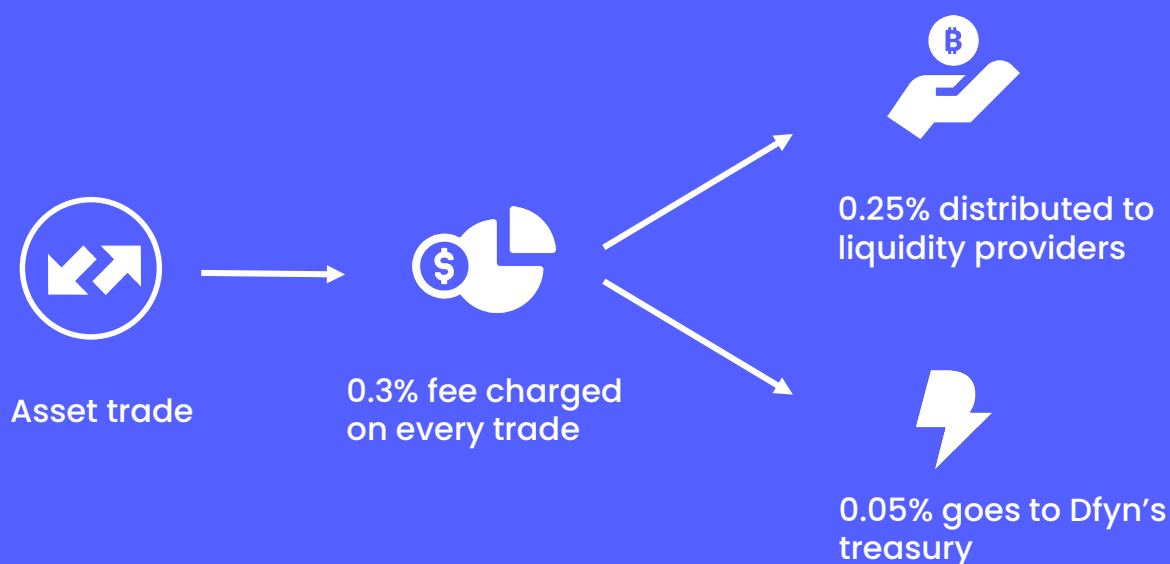 Asset trade
0.3% fee charged
on every trade
0.25% distributed to
liquidity providers
0.05% goes to Dfyn’s
treasury